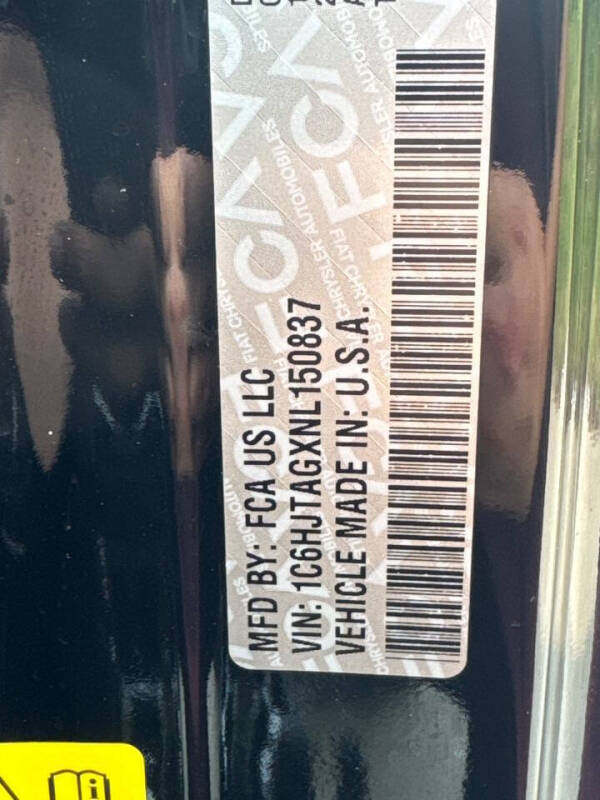 MFD BY: FCA US LLC
VIN: 1C6HJTAGXNL150837
VEHICLE MADE IN: U.S.A.